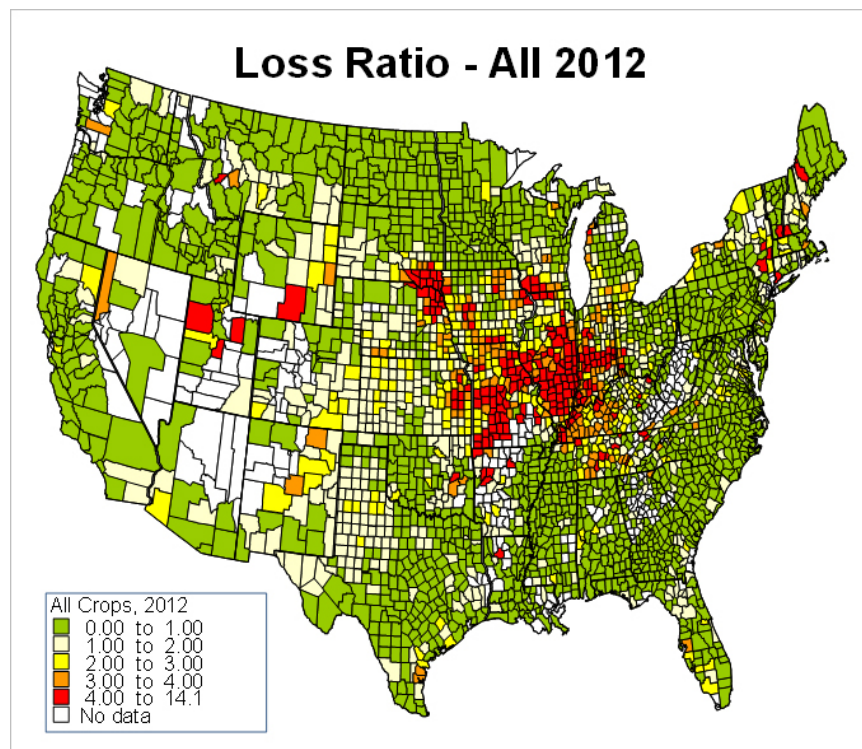 Loss Ratio - All 2012
All Crops, 2012
0.00 to 1.00
1.00 to 2.00
2.00 to 3.00
3.00 to 4.00
4.00 to 14.1
No data